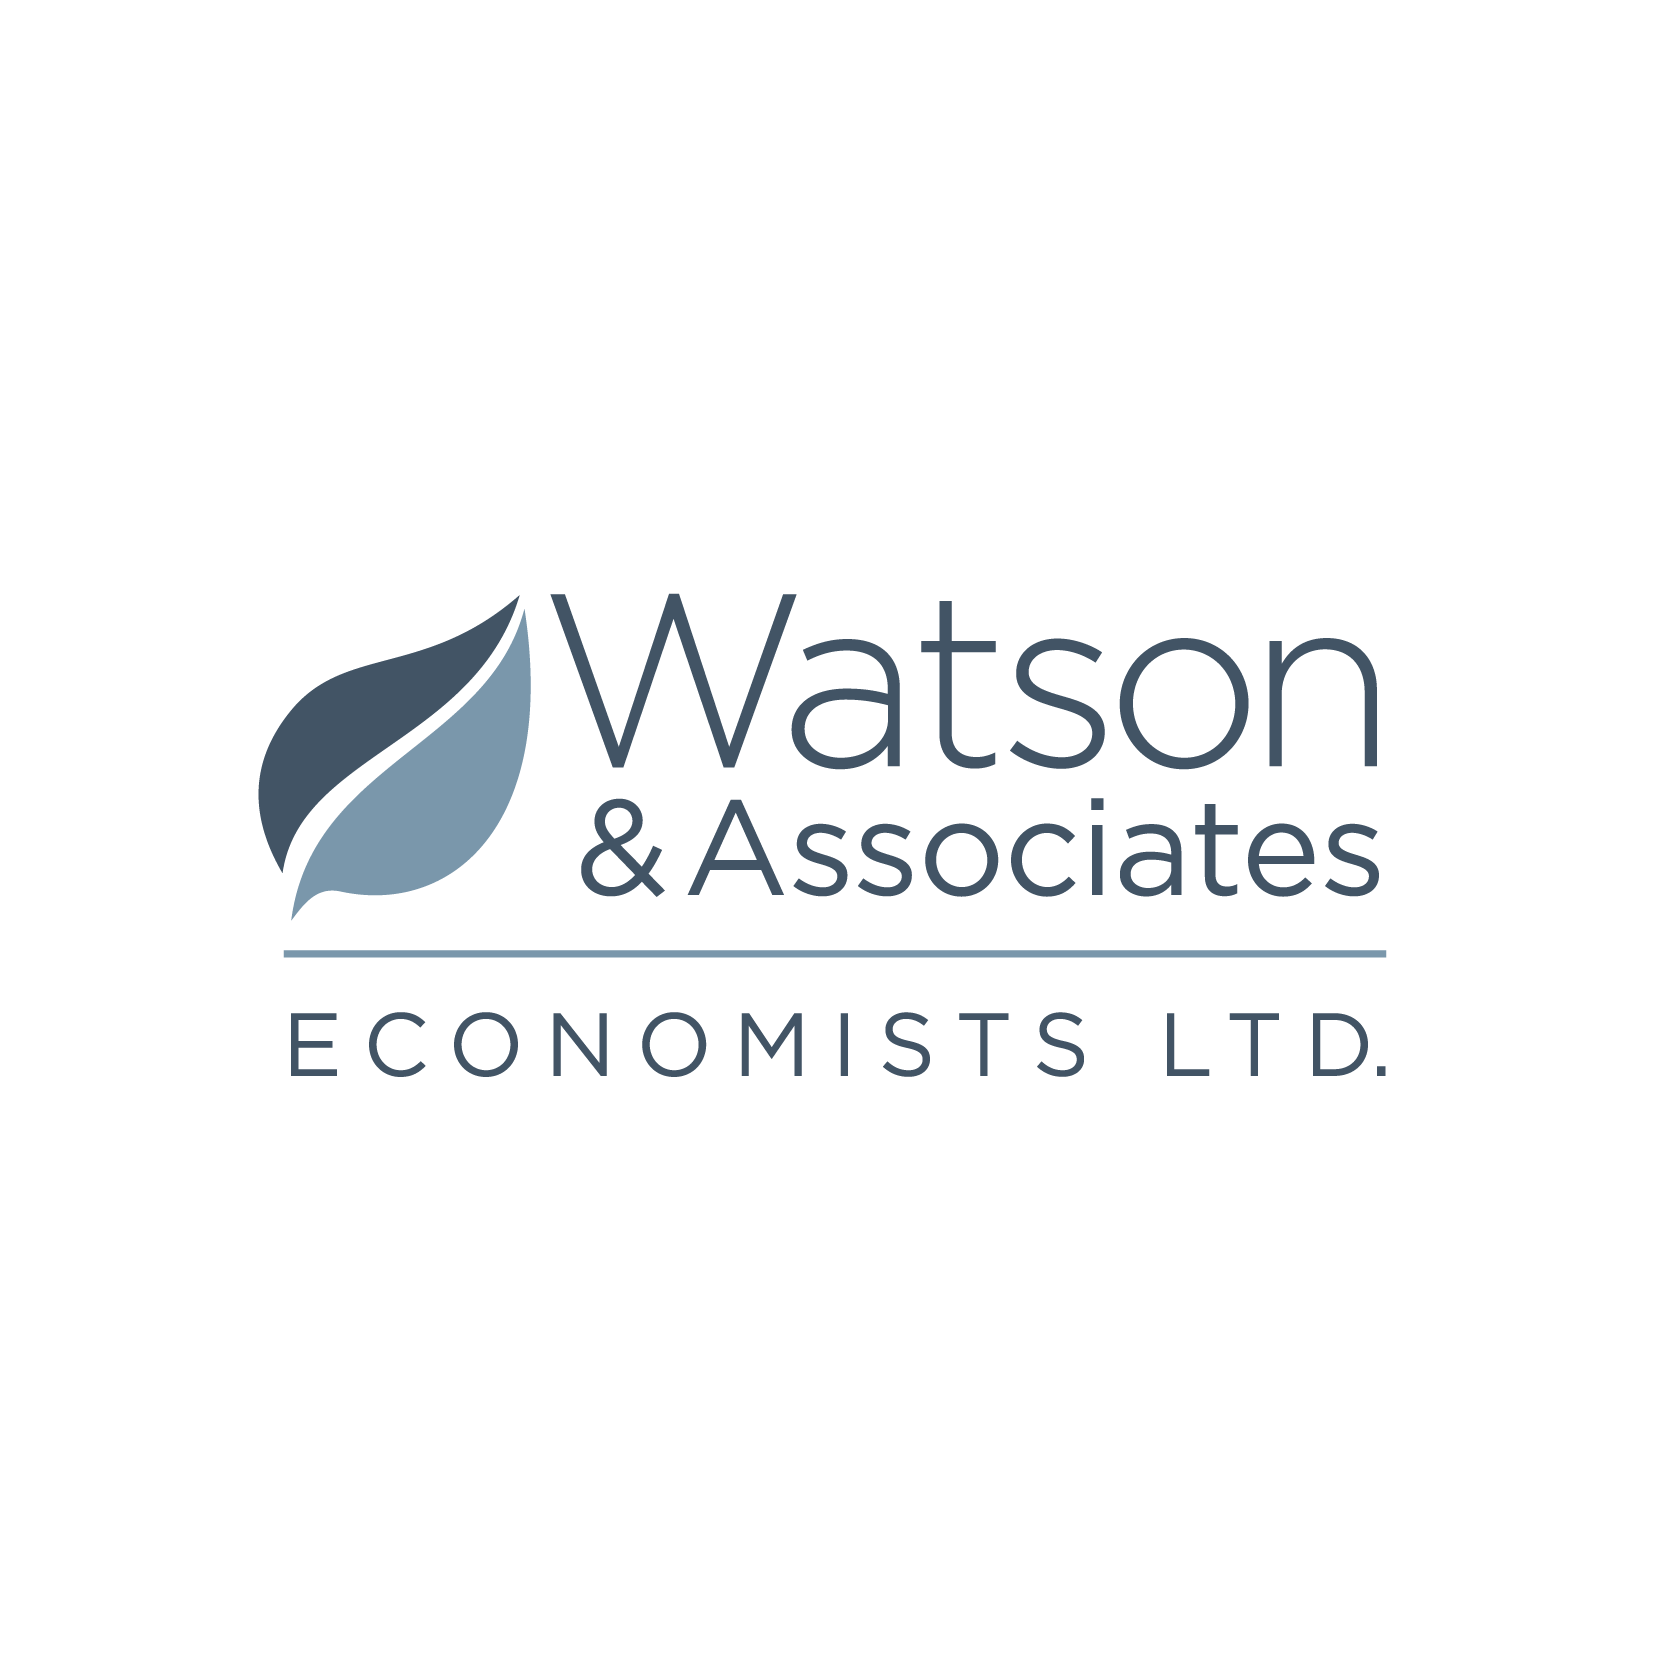 Watson
& Associates
ECONOMISTS LTD.